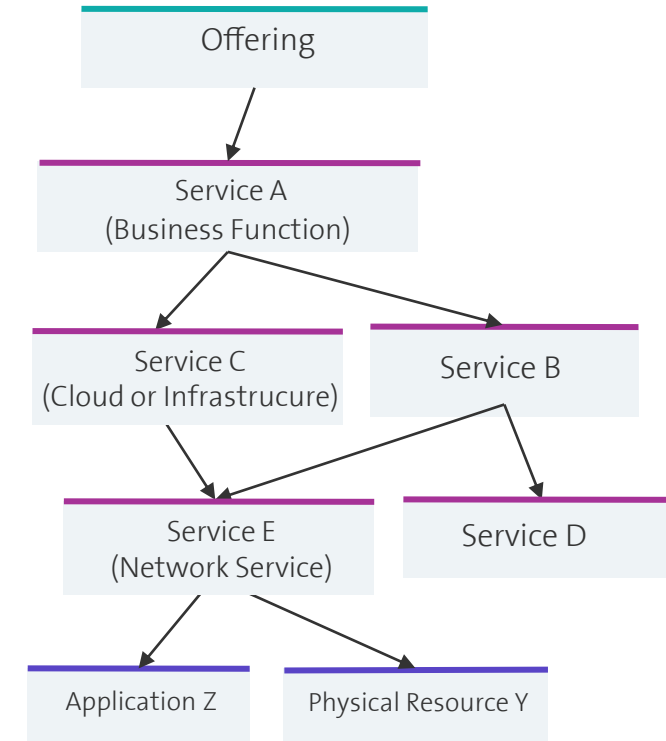 Offering
Service A
(Business Function)
Service C
(Cloud or Infrastrucure)
Service B
Service E
(Network Service)
Service D
Application Z
Physical Resource Y